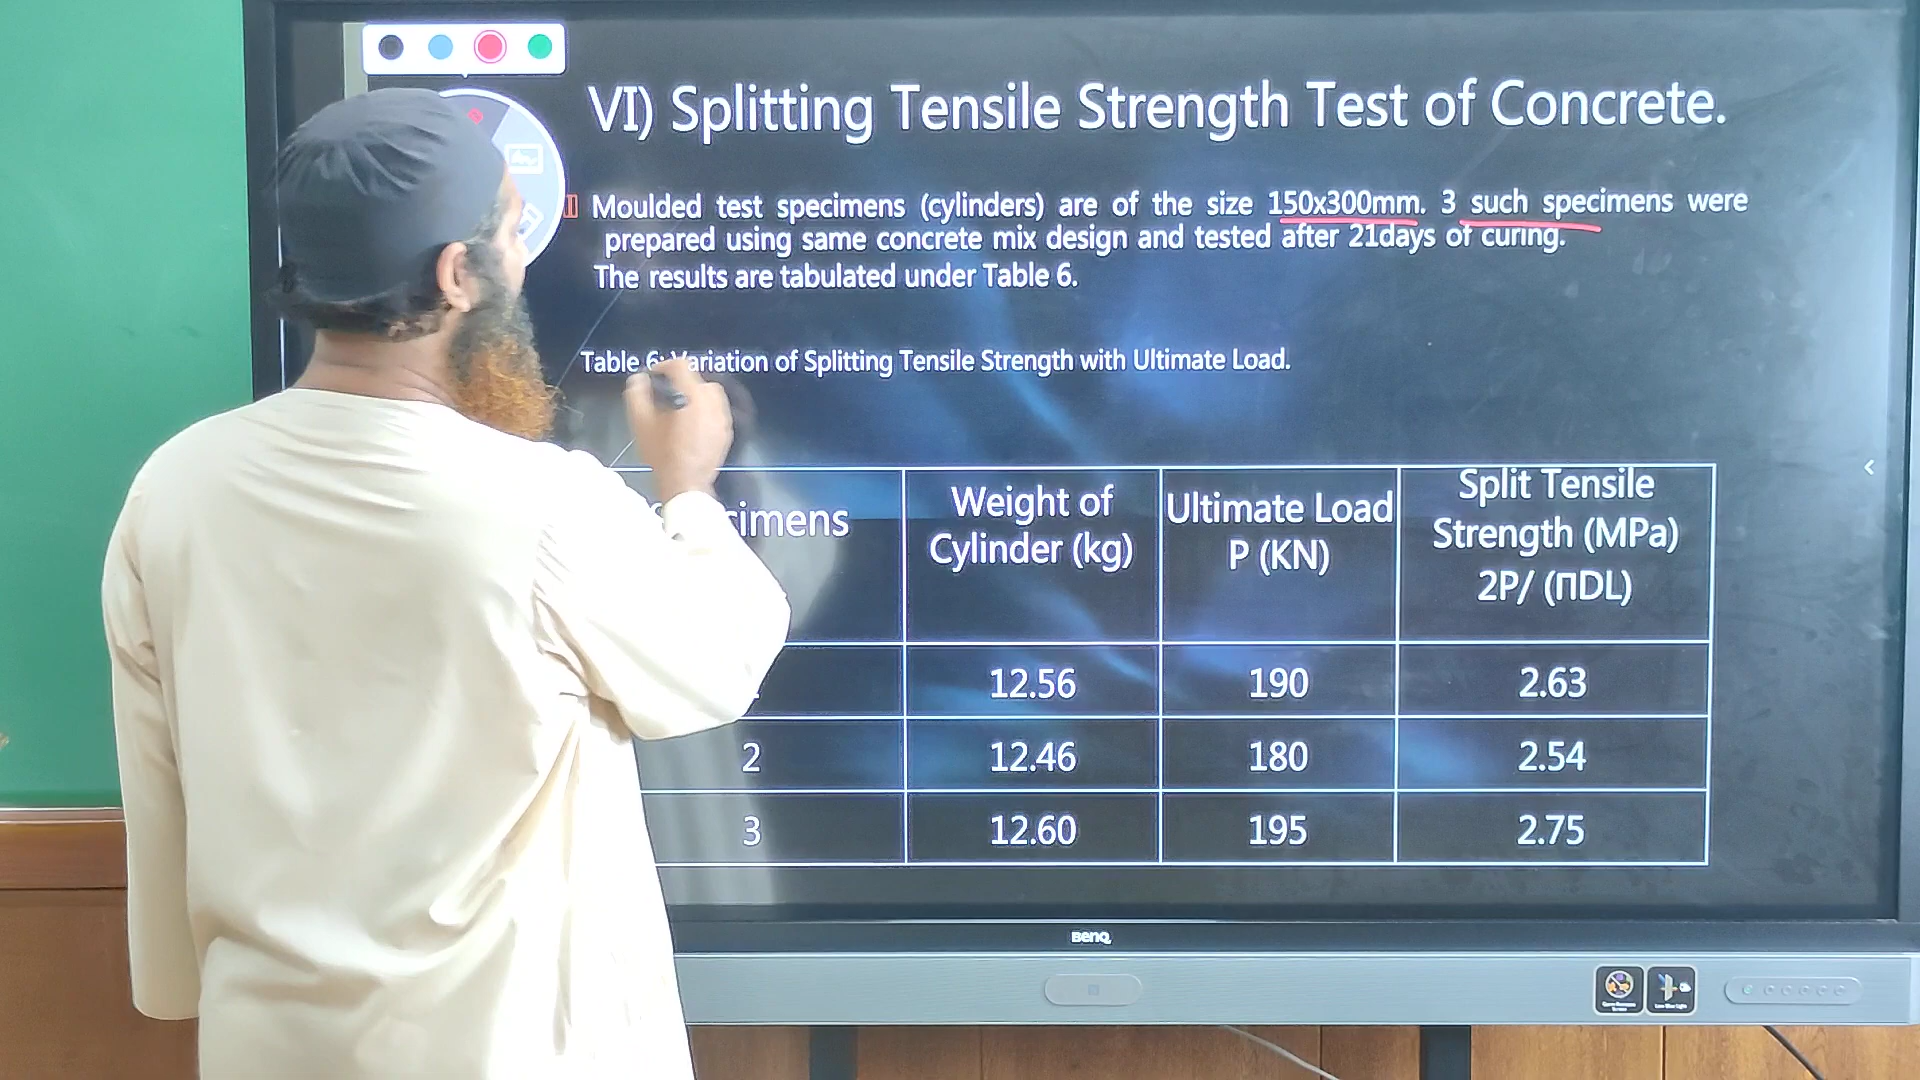 VI) Splitting Tensile Strength Test of Concrete.
Moulded test specimens (cylinders) are of the size 150x300mm. 3 such specimens were
prepared using same concrete mix design and tested after 21days of curing.
The results are tabulated under Table 6.
Table 6: Variation of Splitting Tensile Strength with Ultimate Load.
Weight of
Cylinder (kg)
Ultimate Load
P (KN)
Split Tensile
Strength (MPa)
2P/ (ΠDL)
12.56 190 2.63
2 12.46 180 2.54
3 12.60 195 2.75
BenQ